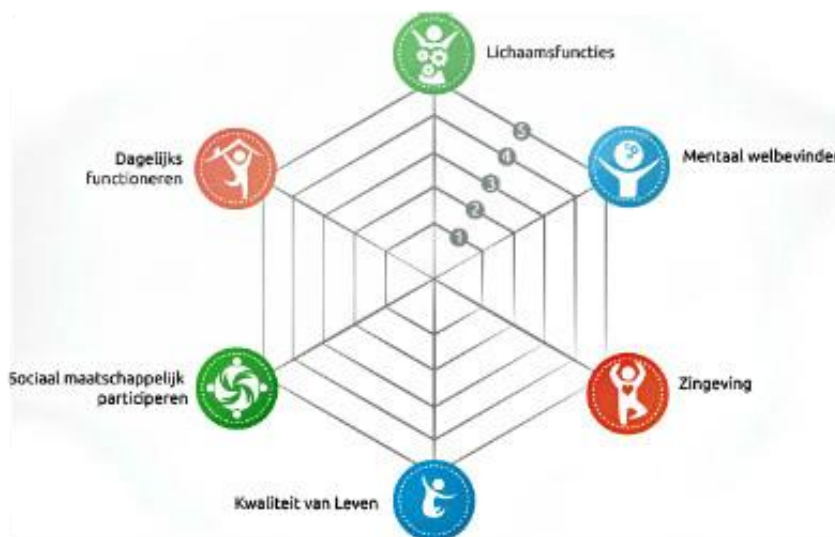 Lichaamsfuncties
5
Dagelijks
functioneren
4
Mentaal welbevinden
3
2
1
Sociaal maatschappelijk
participeren
Zingeving
Kwaliteit van Leven